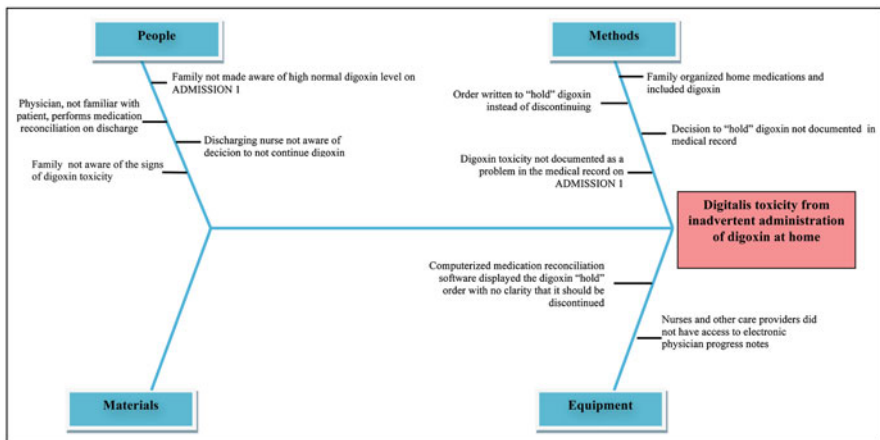 People
Methods
Family not made aware of high normal digoxin level on
ADMISSION 1
Physician, not familiar with
patient, performs medication
reconciliation on discharge
Discharging nurse not aware of
decicion to not continue digoxin
Family not aware of the signs
of digoxin toxicity
Family organized home medications and
included digoxin
Order written to “hold” digoxin
instead of discontinuing
Decision to “hold” digoxin not documented in
medical record
Digoxin toxicity not documented as a
problem in the medical record on
ADMISSION 1
Digitalis toxicity from
inadvertent administration
of digoxin at home
Computerized medication reconciliation
software displayed the digoxin “hold”
order with no clarity that it should be
discontinued
Nurses and other care providers did
not have access to electronic
physician progress notes
Materials
Equipment